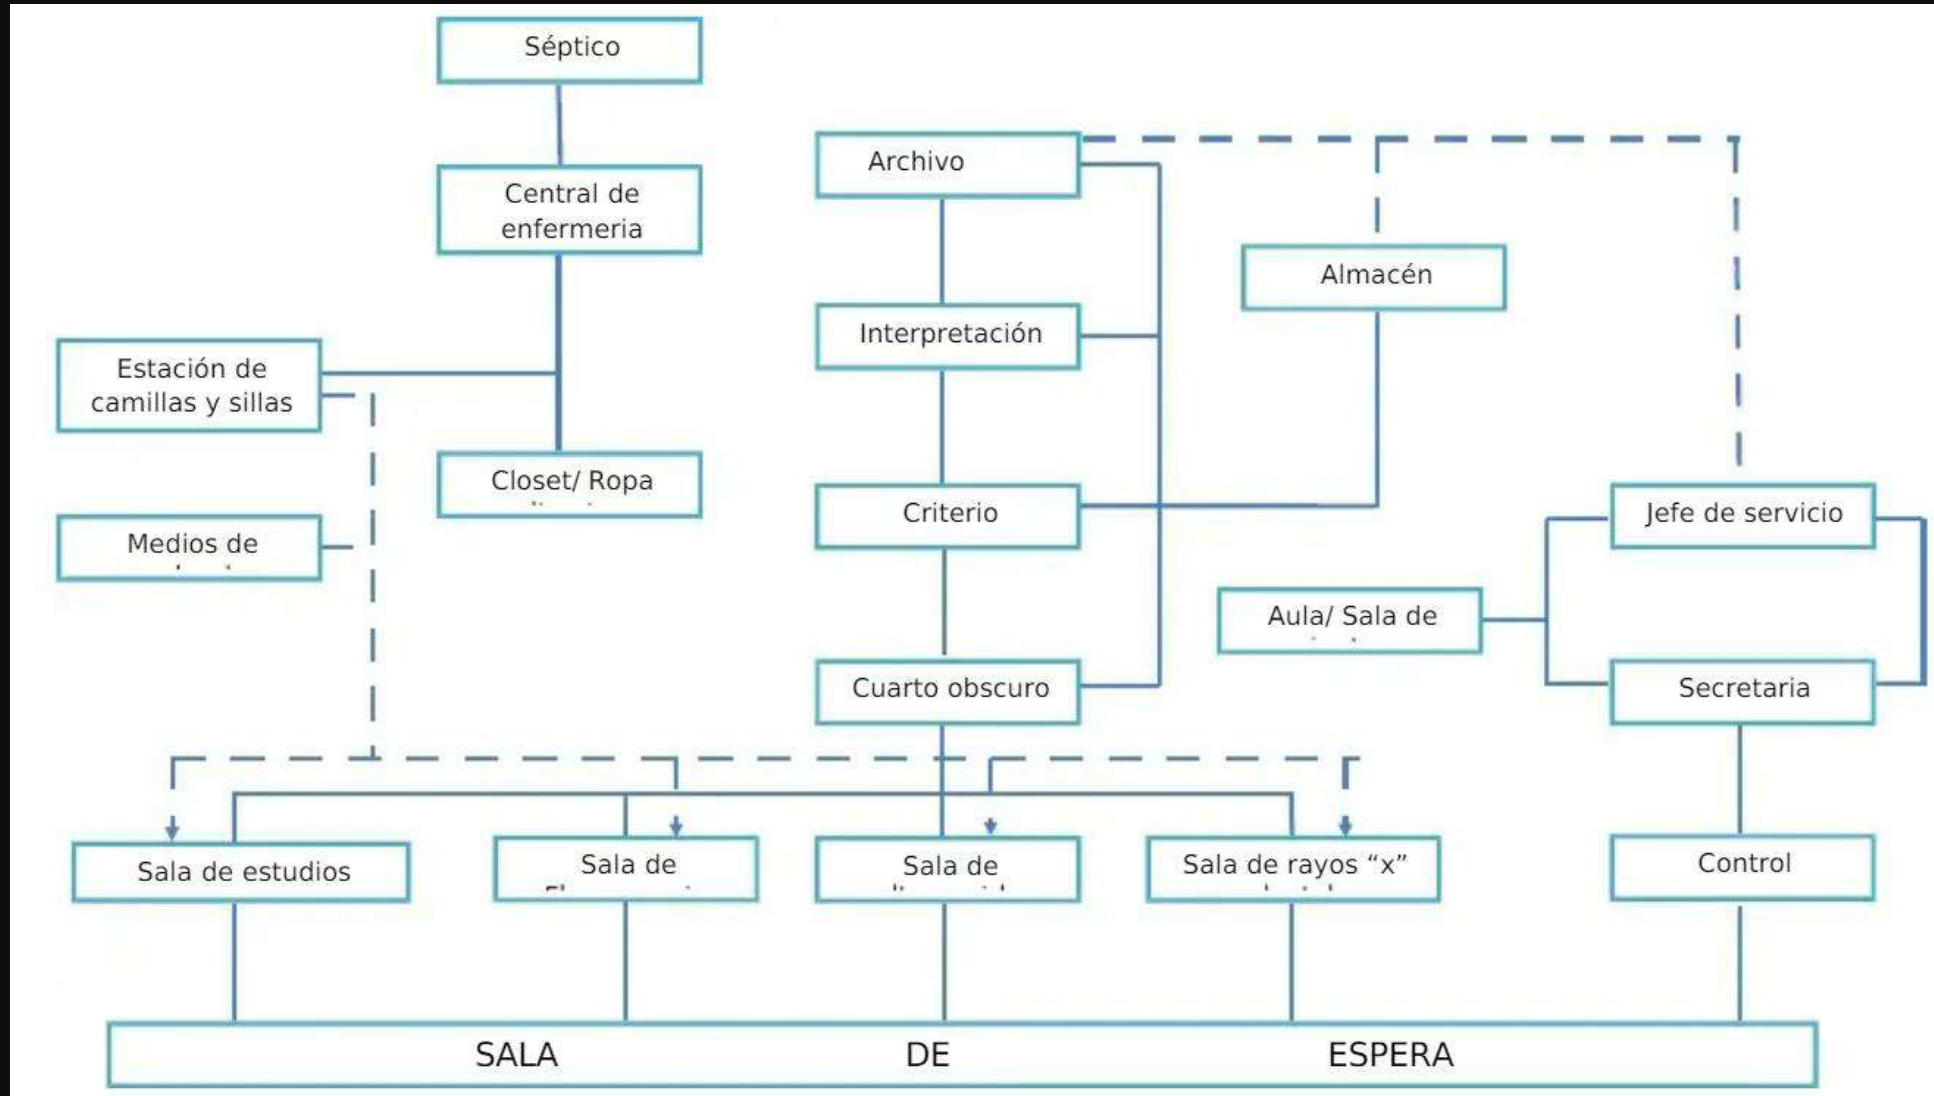 Séptico
Central de
enfermeria
Estación de
camillas y sillas
Closet/ Ropa
Medios de
Archivo
Interpretación
Criterio
Cuarto obscuro
Almacén
Jefe de servicio
Aula/ Sala de
Secretaria
Control
Sala de estudios
Sala de
Sala de
Sala de rayos “x”
SALA DE ESPERA